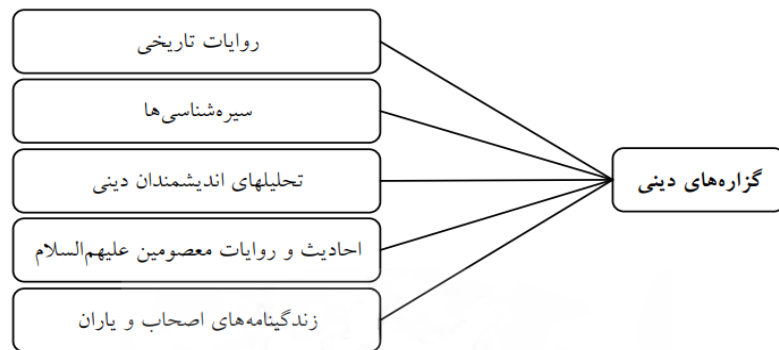 گزاره‌های دینی
روایات تاریخی
سیره‌شناسی‌ها
تحلیلهای اندیشمندان دینی
احادیث و روایات معصومین علیهم‌السلام
زندگینامه‌های اصحاب و یاران